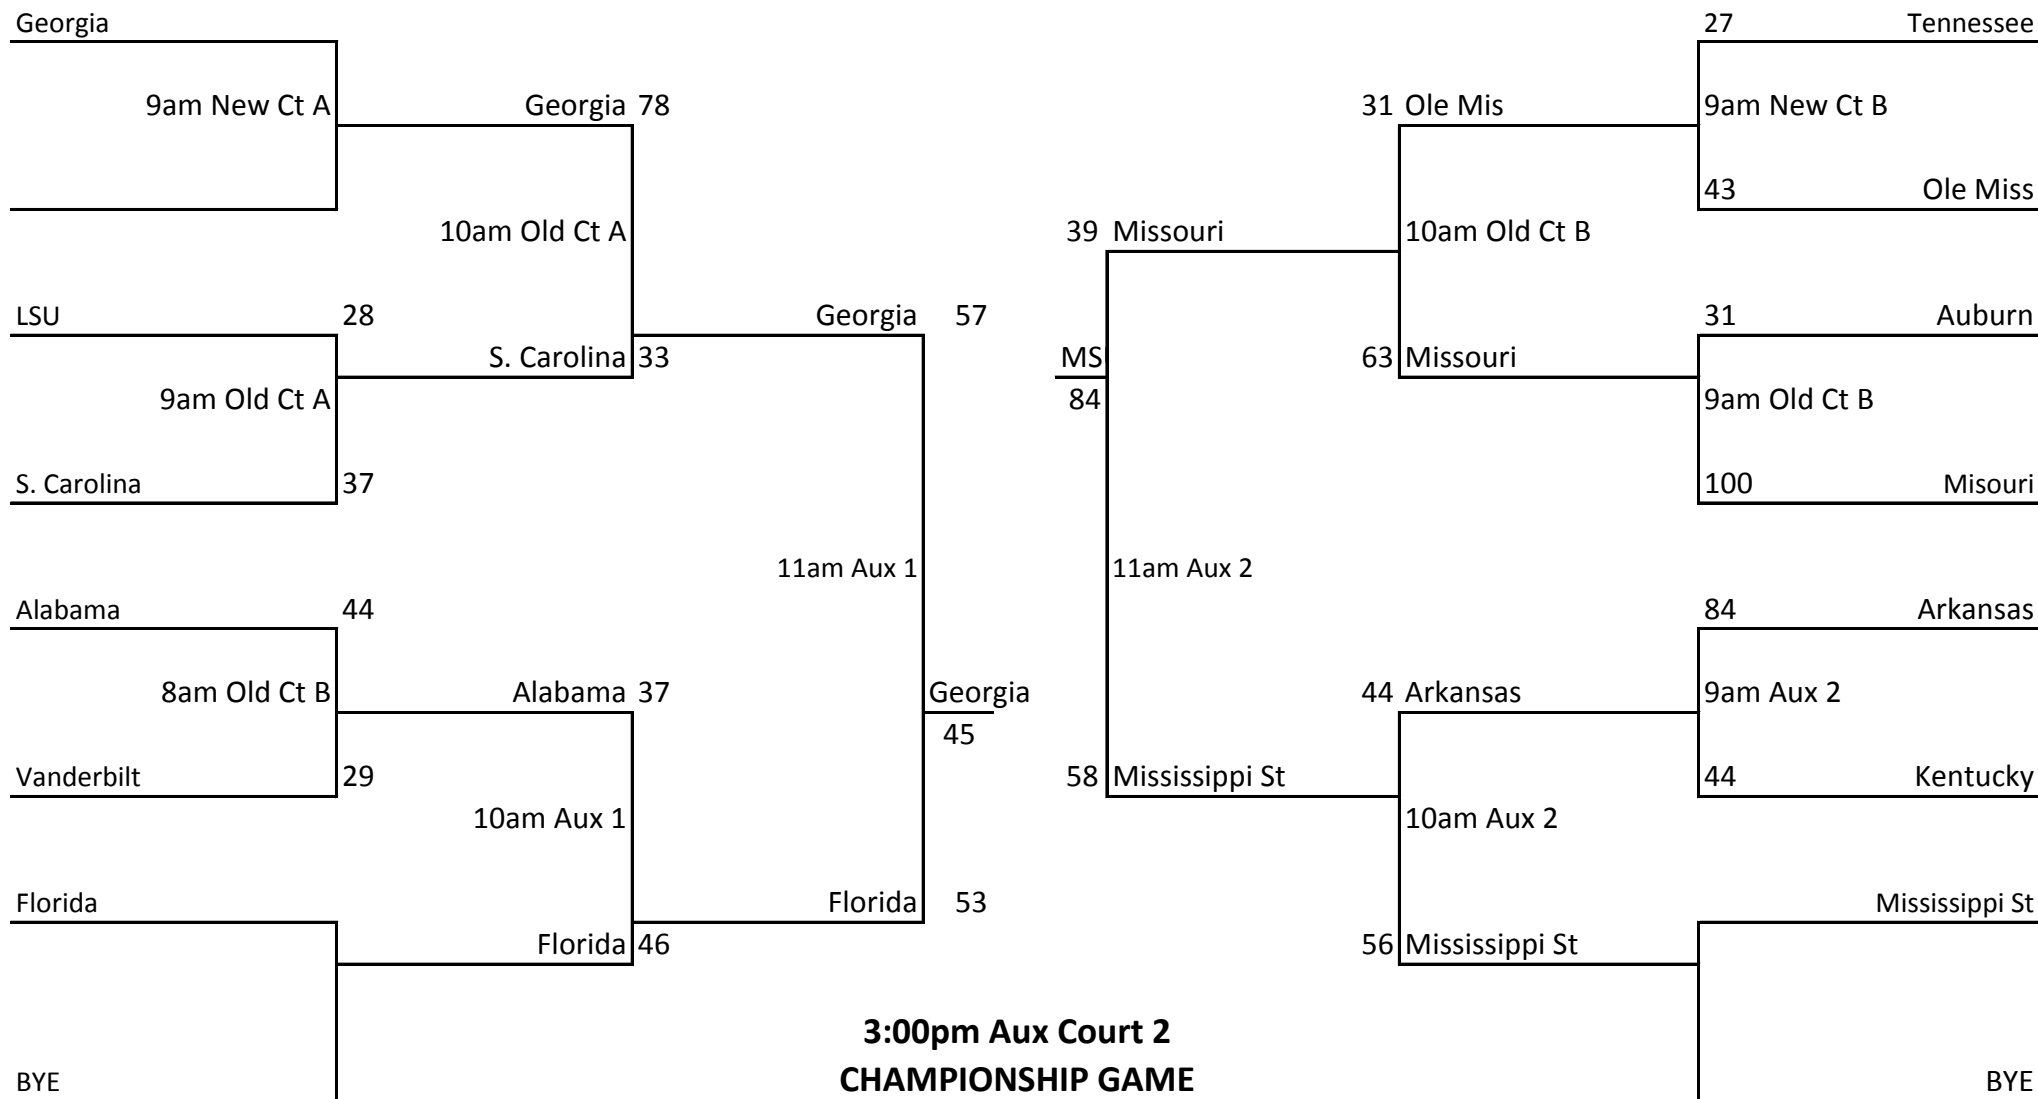 Georgia
27 Tennessee
9am New Ct A
Georgia 78
31 Ole Mis
9am New Ct B
43 Ole Miss
10am Old Ct A
39 Missouri
10am Old Ct B
LSU 28
Georgia 57
31 Auburn
S. Carolina 33
MS
63 Missouri
9am Old Ct A
84
9am Old Ct B
S. Carolina 37
100 Misouri
11am Aux 1
11am Aux 2
Alabama 44
84 Arkansas
8am Old Ct B
Alabama 37
Georgia
44 Arkansas
9am Aux 2
45
Vanderbilt 29
58 Mississippi St
44 Kentucky
10am Aux 1
10am Aux 2
Florida
Florida 53
Mississippi St
Florida 46
56 Mississippi St
3:00pm Aux Court 2
CHAMPIONSHIP GAME
BYE
BYE